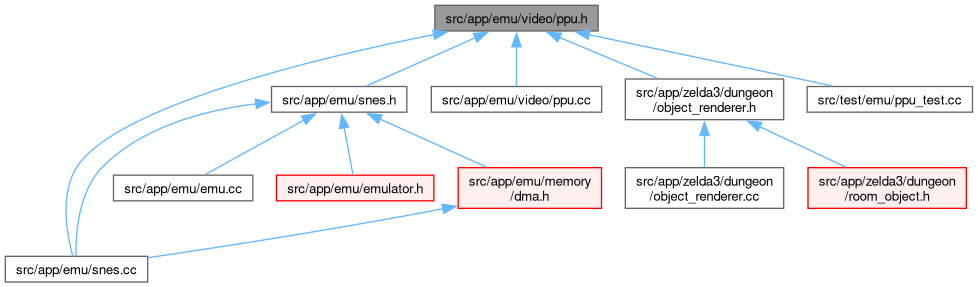 src/app/emu/video/ppu.h
src/app/emu/snes.h
src/app/emu/video/ppu.cc
src/app/zelda3/dungeon
/object_renderer.h
src/test/emu/ppu_test.cc
src/app/emu/emu.cc
src/app/emu/emulator.h
src/app/emu/memory
/dma.h
src/app/zelda3/dungeon
/object_renderer.cc
src/app/zelda3/dungeon
/room_object.h
src/app/emu/snes.cc